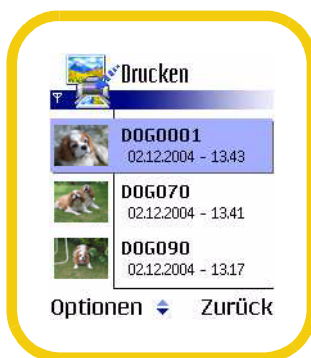 Drucken
DOG0001
02.12.2004 - 13.43
DOG070
02.12.2004 - 13.41
DOG090
02.12.2004 - 13.17
Optionen Zurück